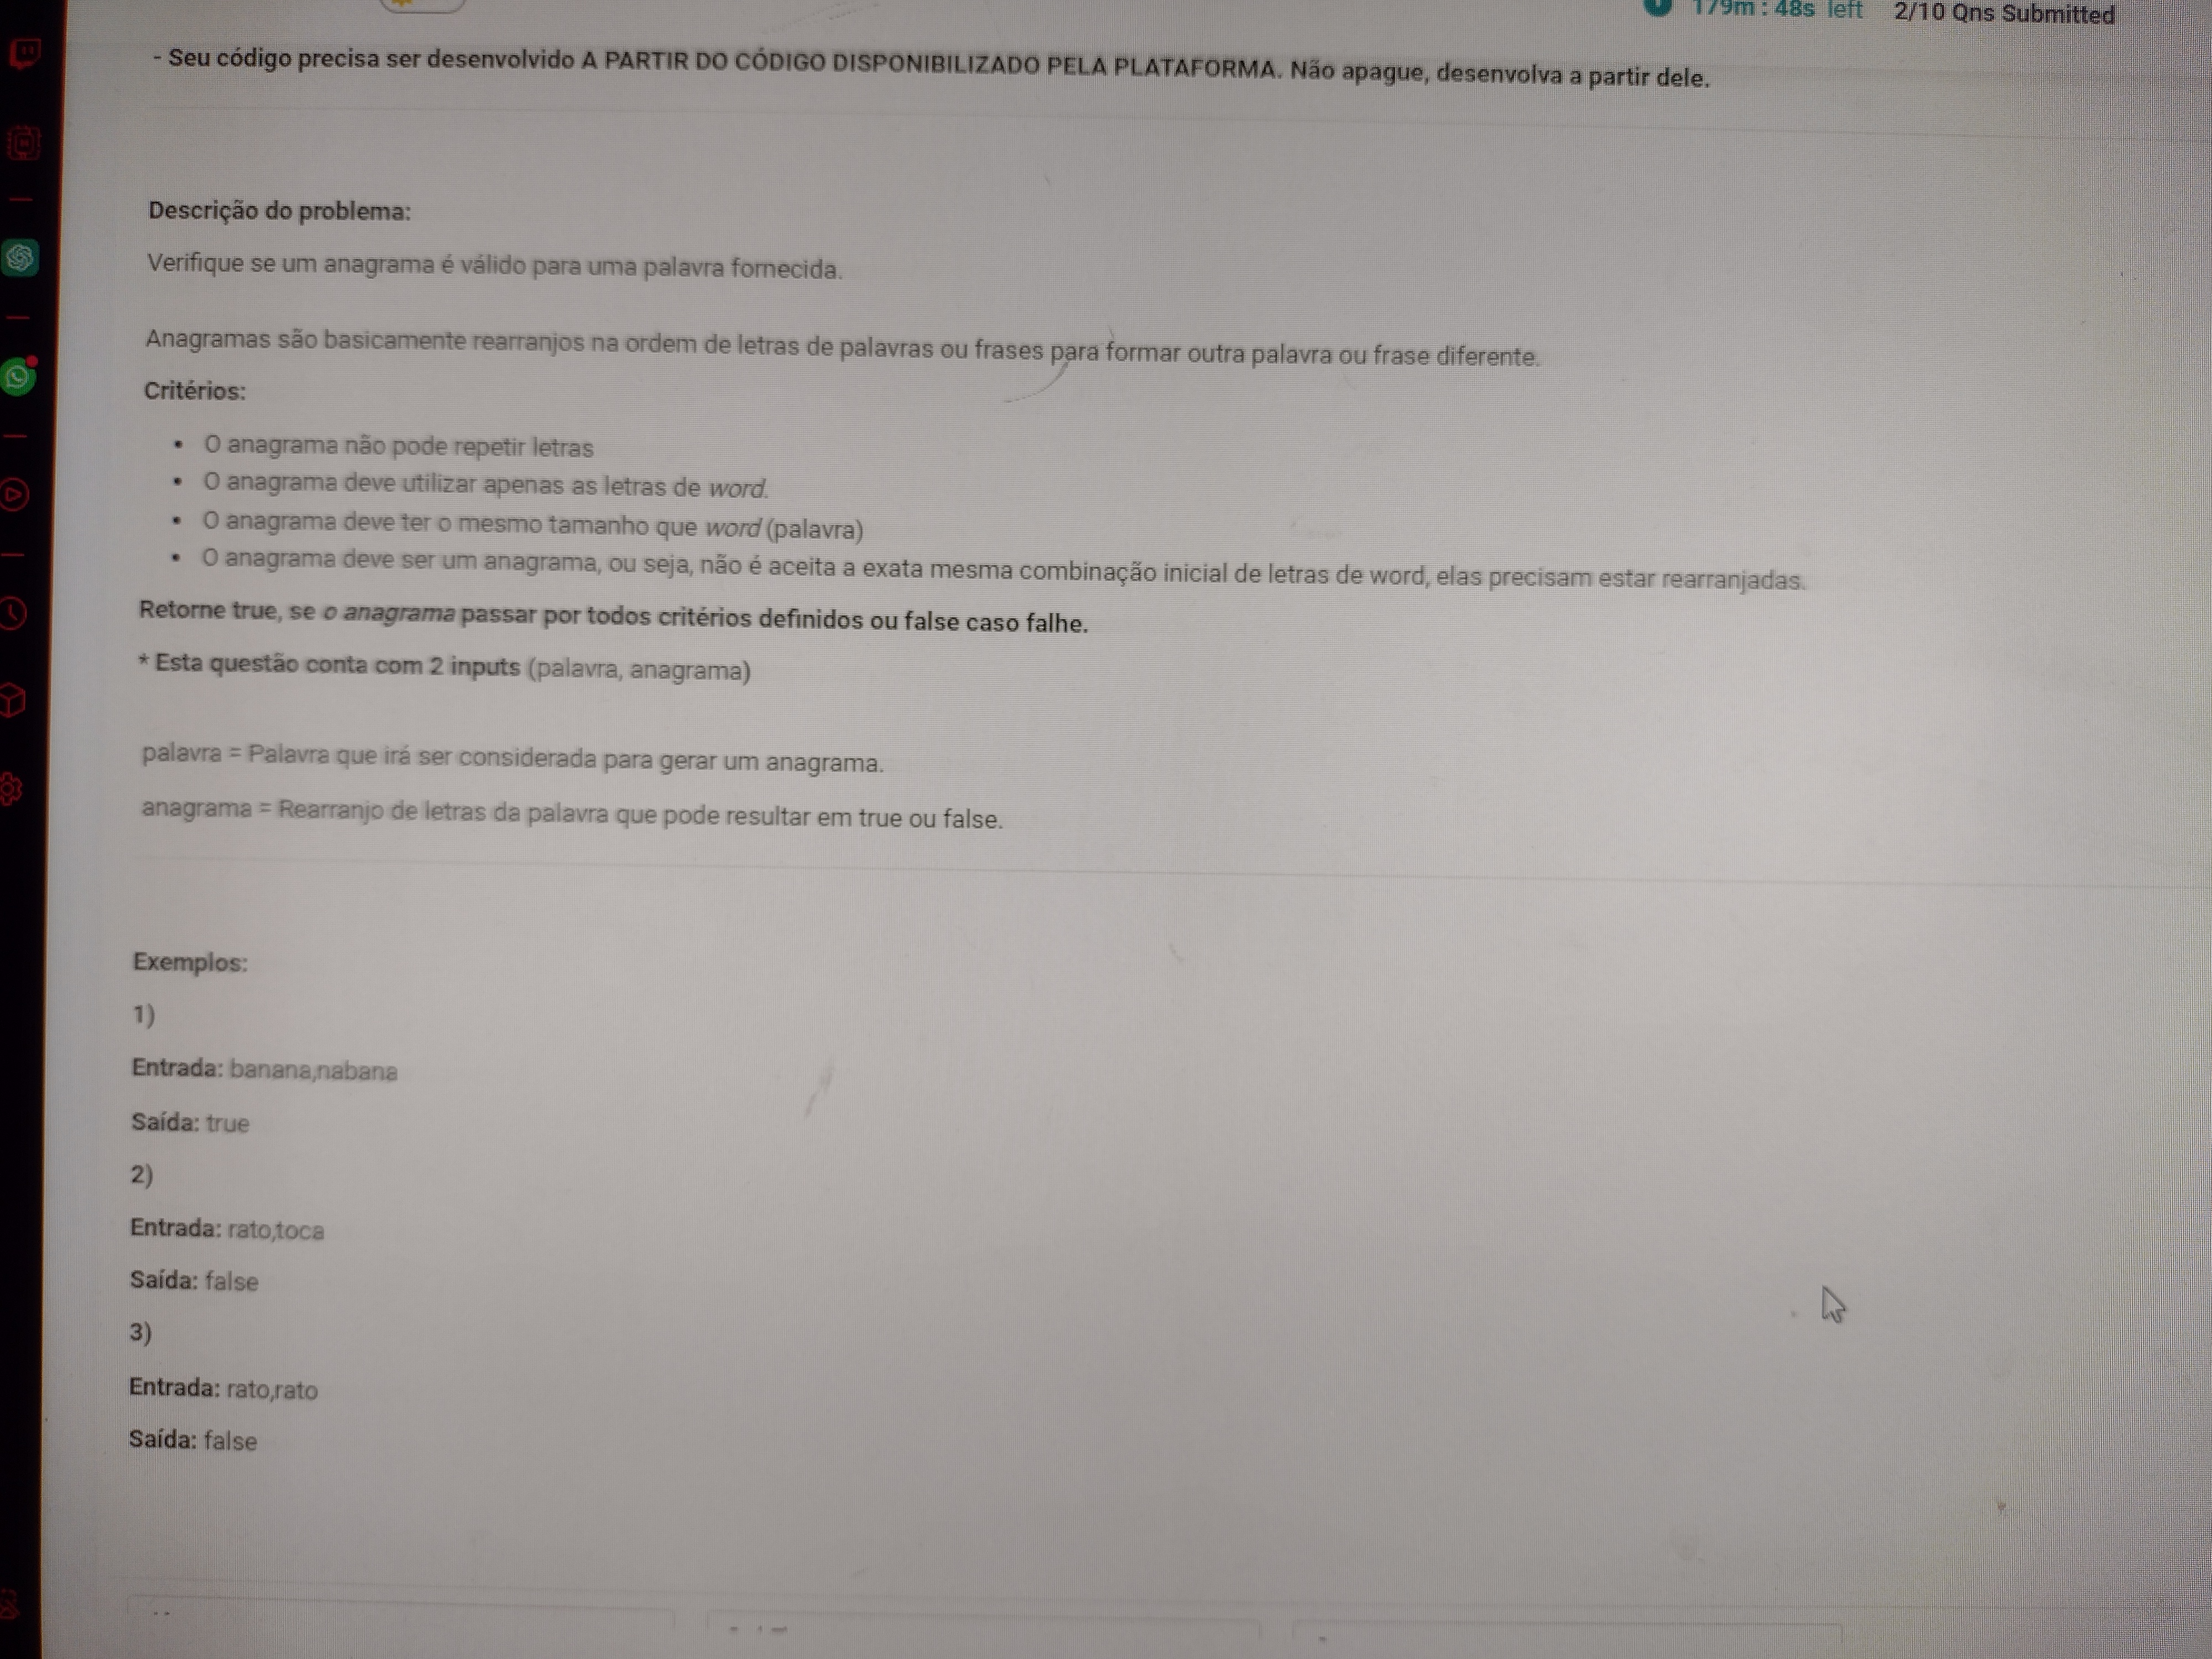 179m : 48s left 2/10 Qns Submitted
- Seu código precisa ser desenvolvido A PARTIR DO CÓDIGO DISPONIBILIZADO PELA PLATAFORMA. Não apague, desenvolva a partir dele.
Descrição do problema:
Verifique se um anagrama é válido para uma palavra fornecida.
Anagramas são basicamente rearranjos na ordem de letras de palavras ou frases para formar outra palavra ou frase diferente.
Critérios:
• O anagrama não pode repetir letras
• O anagrama deve utilizar apenas as letras de word.
• O anagrama deve ter o mesmo tamanho que word (palavra)
• O anagrama deve ser um anagrama, ou seja, não é aceita a exata mesma combinação inicial de letras de word, elas precisam estar rearranjadas.
Retorne true, se o anagrama passar por todos critérios definidos ou false caso falhe.
* Esta questão conta com 2 inputs (palavra, anagrama)
palavra = Palavra que irá ser considerada para gerar um anagrama.
anagrama = Rearranjo de letras da palavra que pode resultar em true ou false.
Exemplos:
1)
Entrada: banana,nabana
Saída: true
2)
Entrada: rato,toca
Saída: false
3)
Entrada: rato,rato
Saída: false